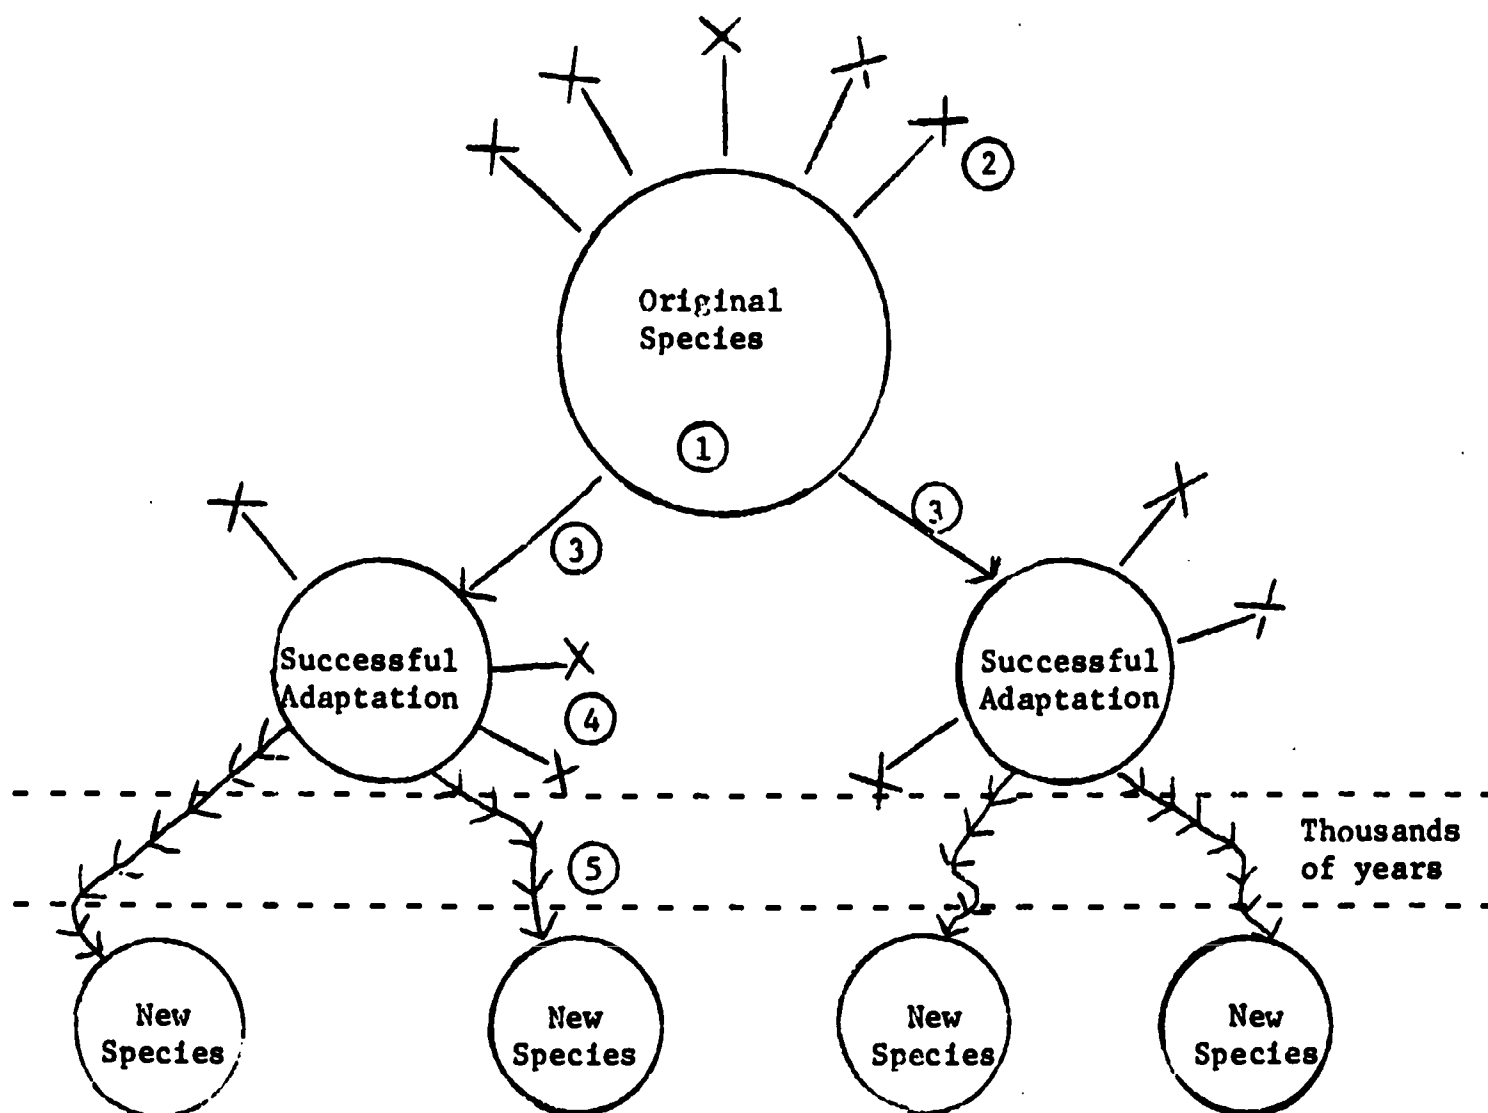 2
Original
Species
1
3
3
Successful
Adaptation
Successful
Adaptation
4
Thousands
of years
5
New
Species
New
Species
New
Species
New
Species